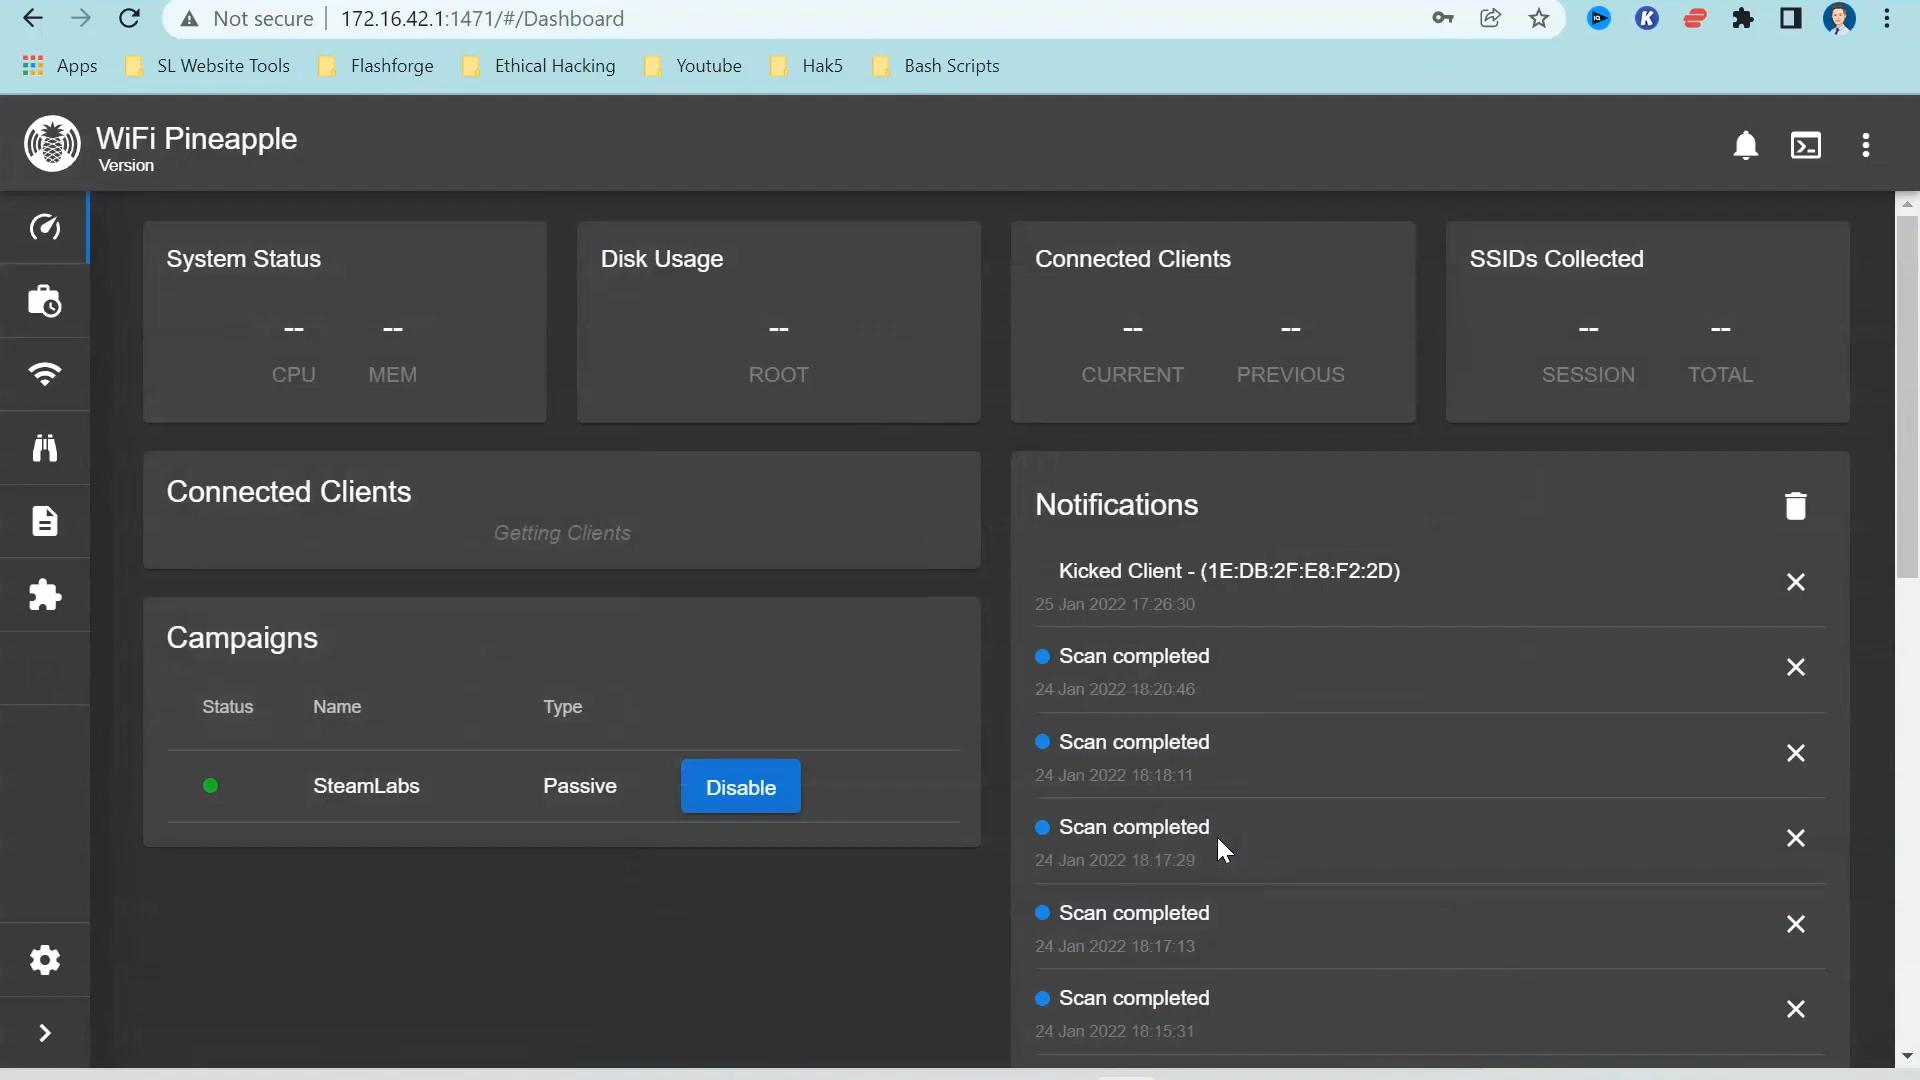 Not secure
172.16.42.1:1471/#/Dashboard
Apps
SL Website Tools
Flashforge
Ethical Hacking
Youtube
Hak5
Bash Scripts
WiFi Pineapple
Version
System Status
--
--
CPU
MEM
Disk Usage
--
ROOT
Connected Clients
--
--
CURRENT
PREVIOUS
SSIDs Collected
--
--
SESSION
TOTAL
Connected Clients
Getting Clients
Campaigns
Status
Name
Type
SteamLabs
Passive
Disable
Notifications
Kicked Client - (1E:DB:2F:E8:F2:2D)
25 Jan 2022 17:26:30
Scan completed
24 Jan 2022 18:20:46
Scan completed
24 Jan 2022 18:18:11
Scan completed
24 Jan 2022 18:17:29
Scan completed
24 Jan 2022 18:17:13
Scan completed
24 Jan 2022 18:15:31